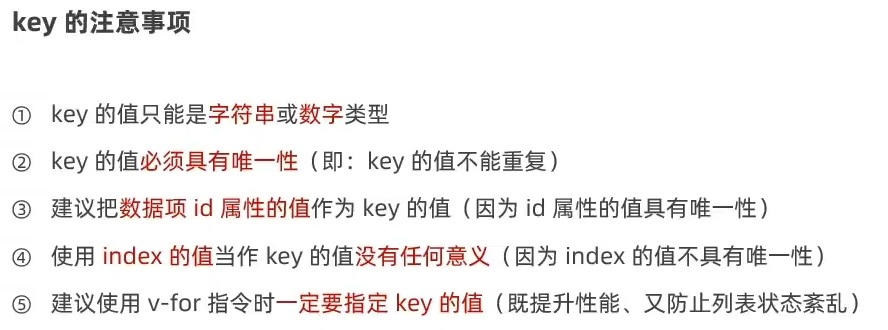 key 的注意事项
① key 的值只能是字符串或数字类型
② key 的值必须具有唯一性（即：key 的值不能重复）
③ 建议把数据项 id 属性的值作为 key 的值（因为 id 属性的值具有唯一性）
④ 使用 index 的值当作 key 的值没有任何意义（因为 index 的值不具有唯一性）
⑤ 建议使用 v-for 指令时一定要指定 key 的值（既提升性能、又防止列表状态紊乱）